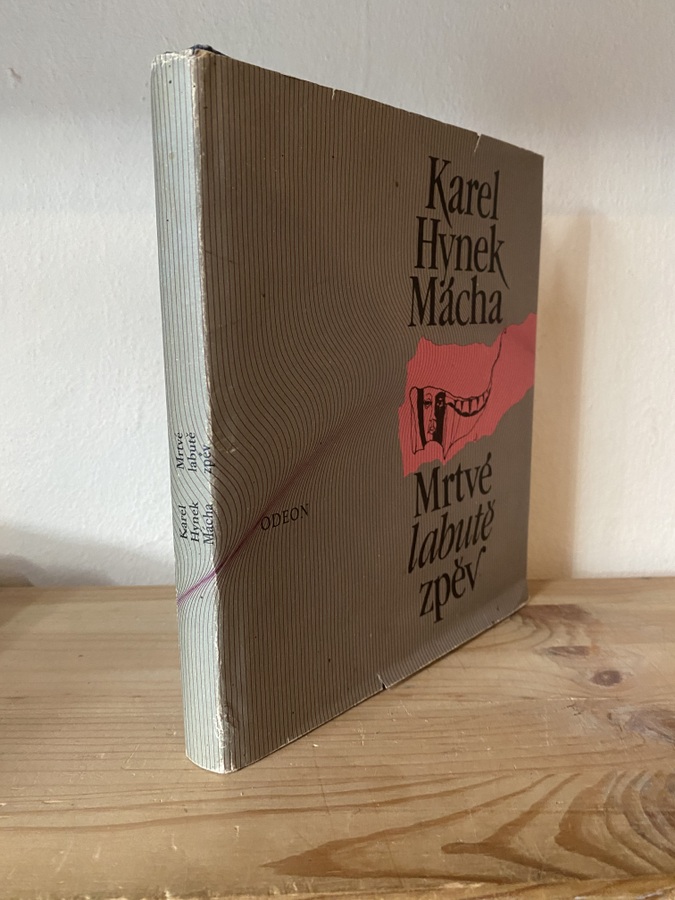 Karel
Hynek
Mácha
Mrtvé
labutě
zpěv
ODEON
Karel
Hynek
Mácha
Mrtvé
labutě
zpěv